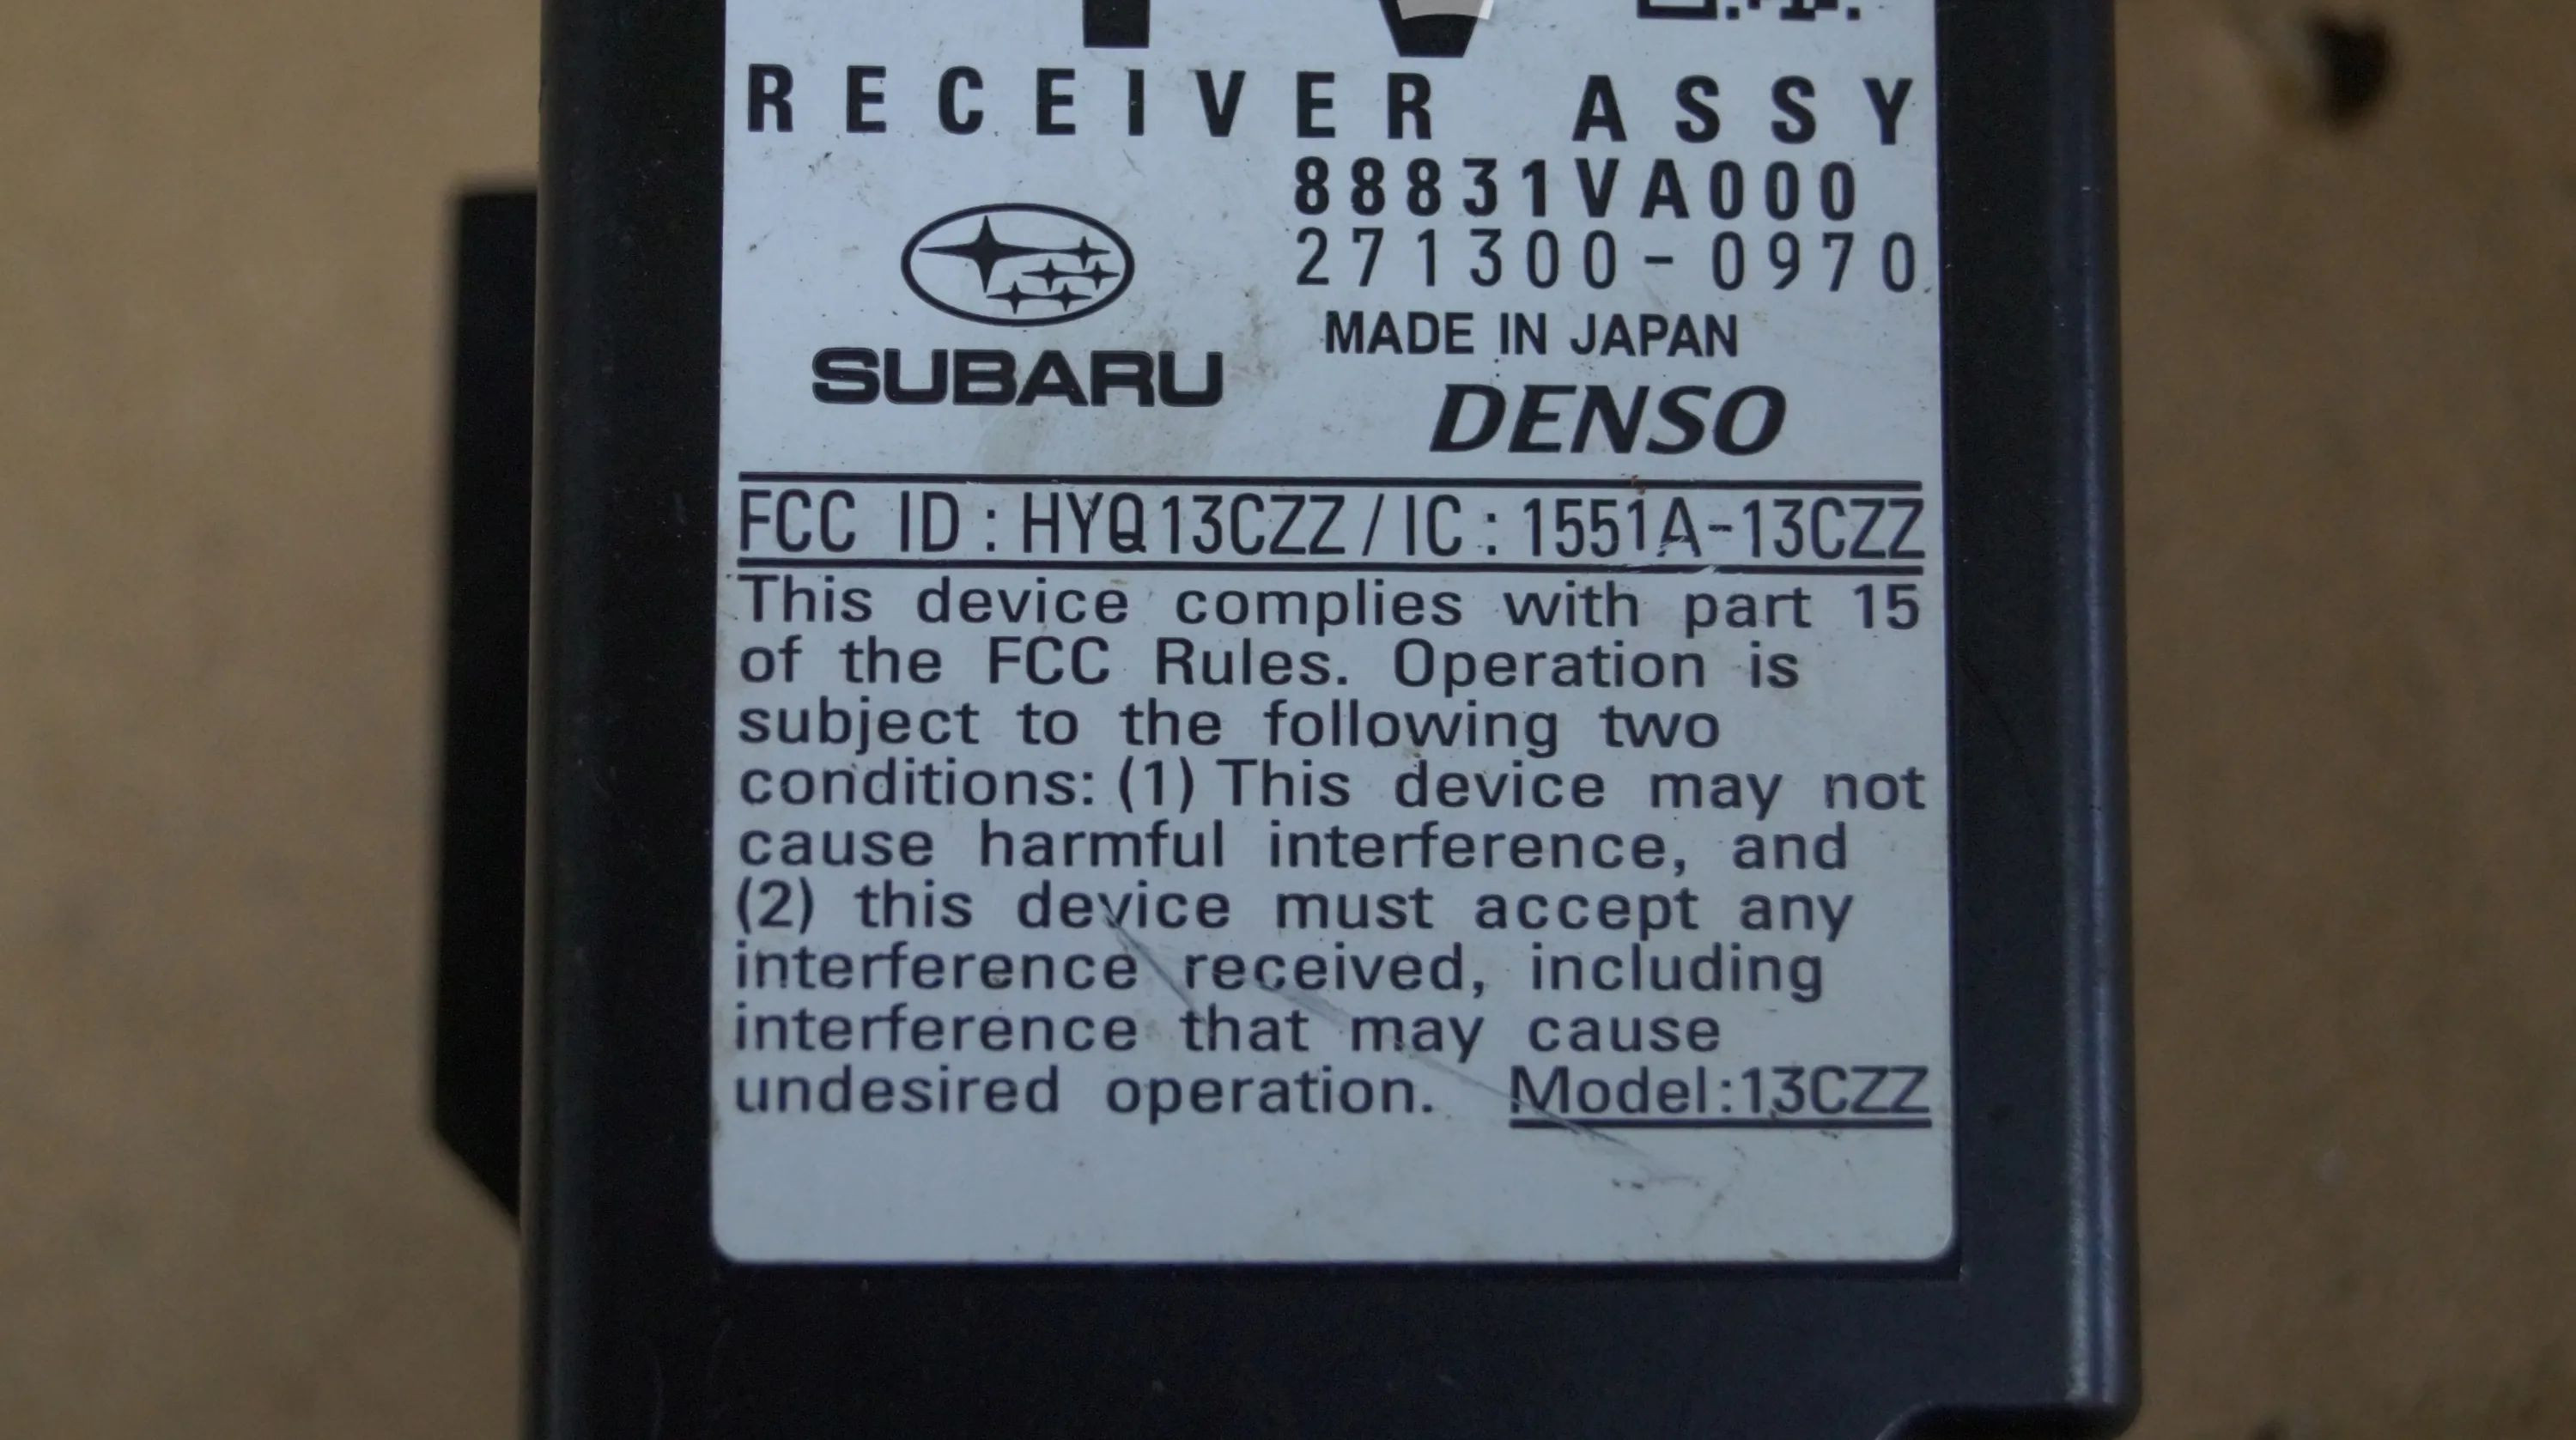 RECEIVER ASSY
88831VA000
271300-0970
MADE IN JAPAN
SUBARU
DENSO
FCC ID : HYQ13CZZ / IC : 1551A-13CZZ
This device complies with part 15
of the FCC Rules. Operation is
subject to the following two
conditions: (1) This device may not
cause harmful interference, and
(2) this device must accept any
interference received, including
interference that may cause
undesired operation. Model:13CZZ